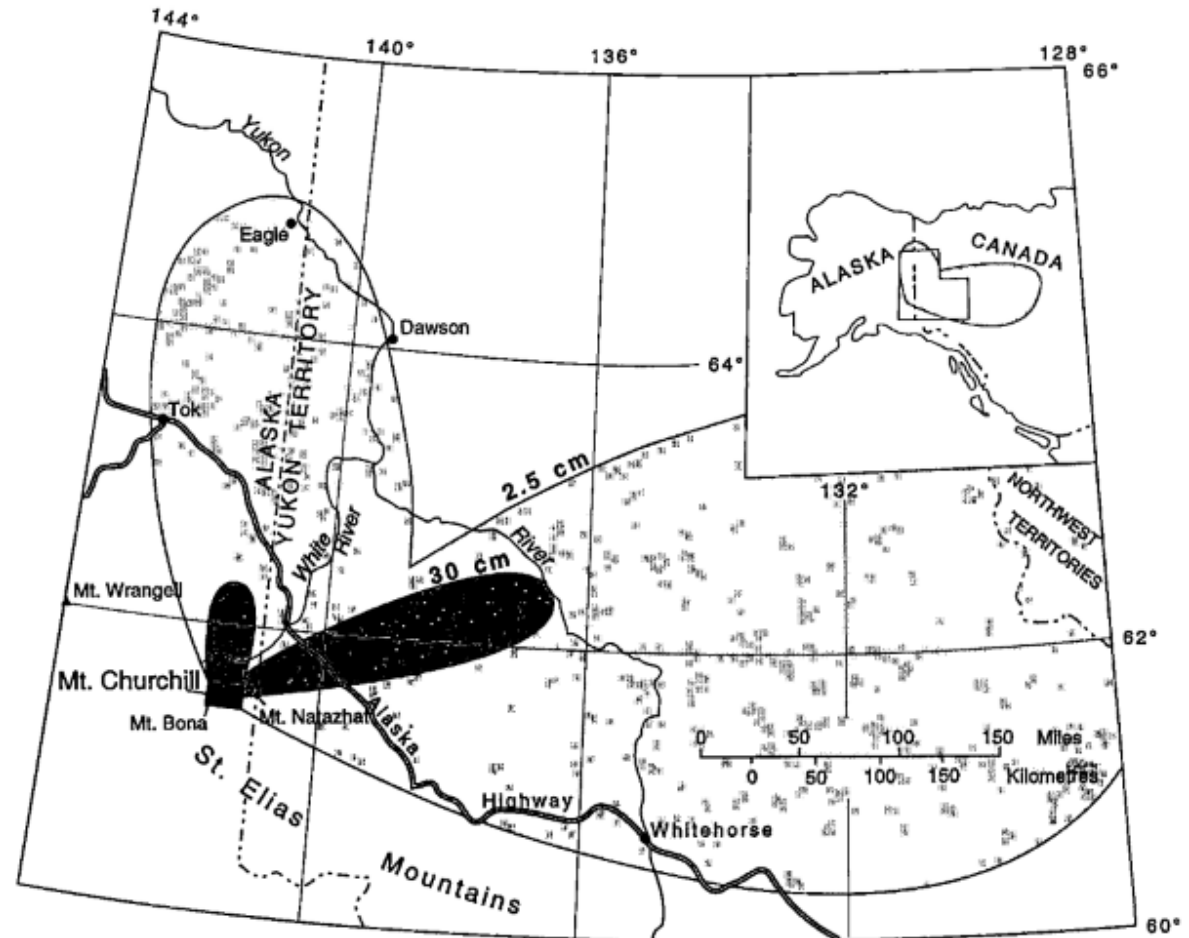 144°
140°
136°
128°
66°
Yukon
Eagle
ALASKA
CANADA
Dawson
64°
Tok
ALASKA
YUKON TERRITORY
2.5 cm
132°
NORTHWEST
TERRITORIES
White
River
River
30 cm
Mt. Wrangell
62°
Mt. Churchill
Mt. Bona
Mt. Natazhat
Alaska
0 50 100 150 Miles
0 50 100 150 Kilometres
St. Elias
Highway
Whitehorse
Mountains
60°